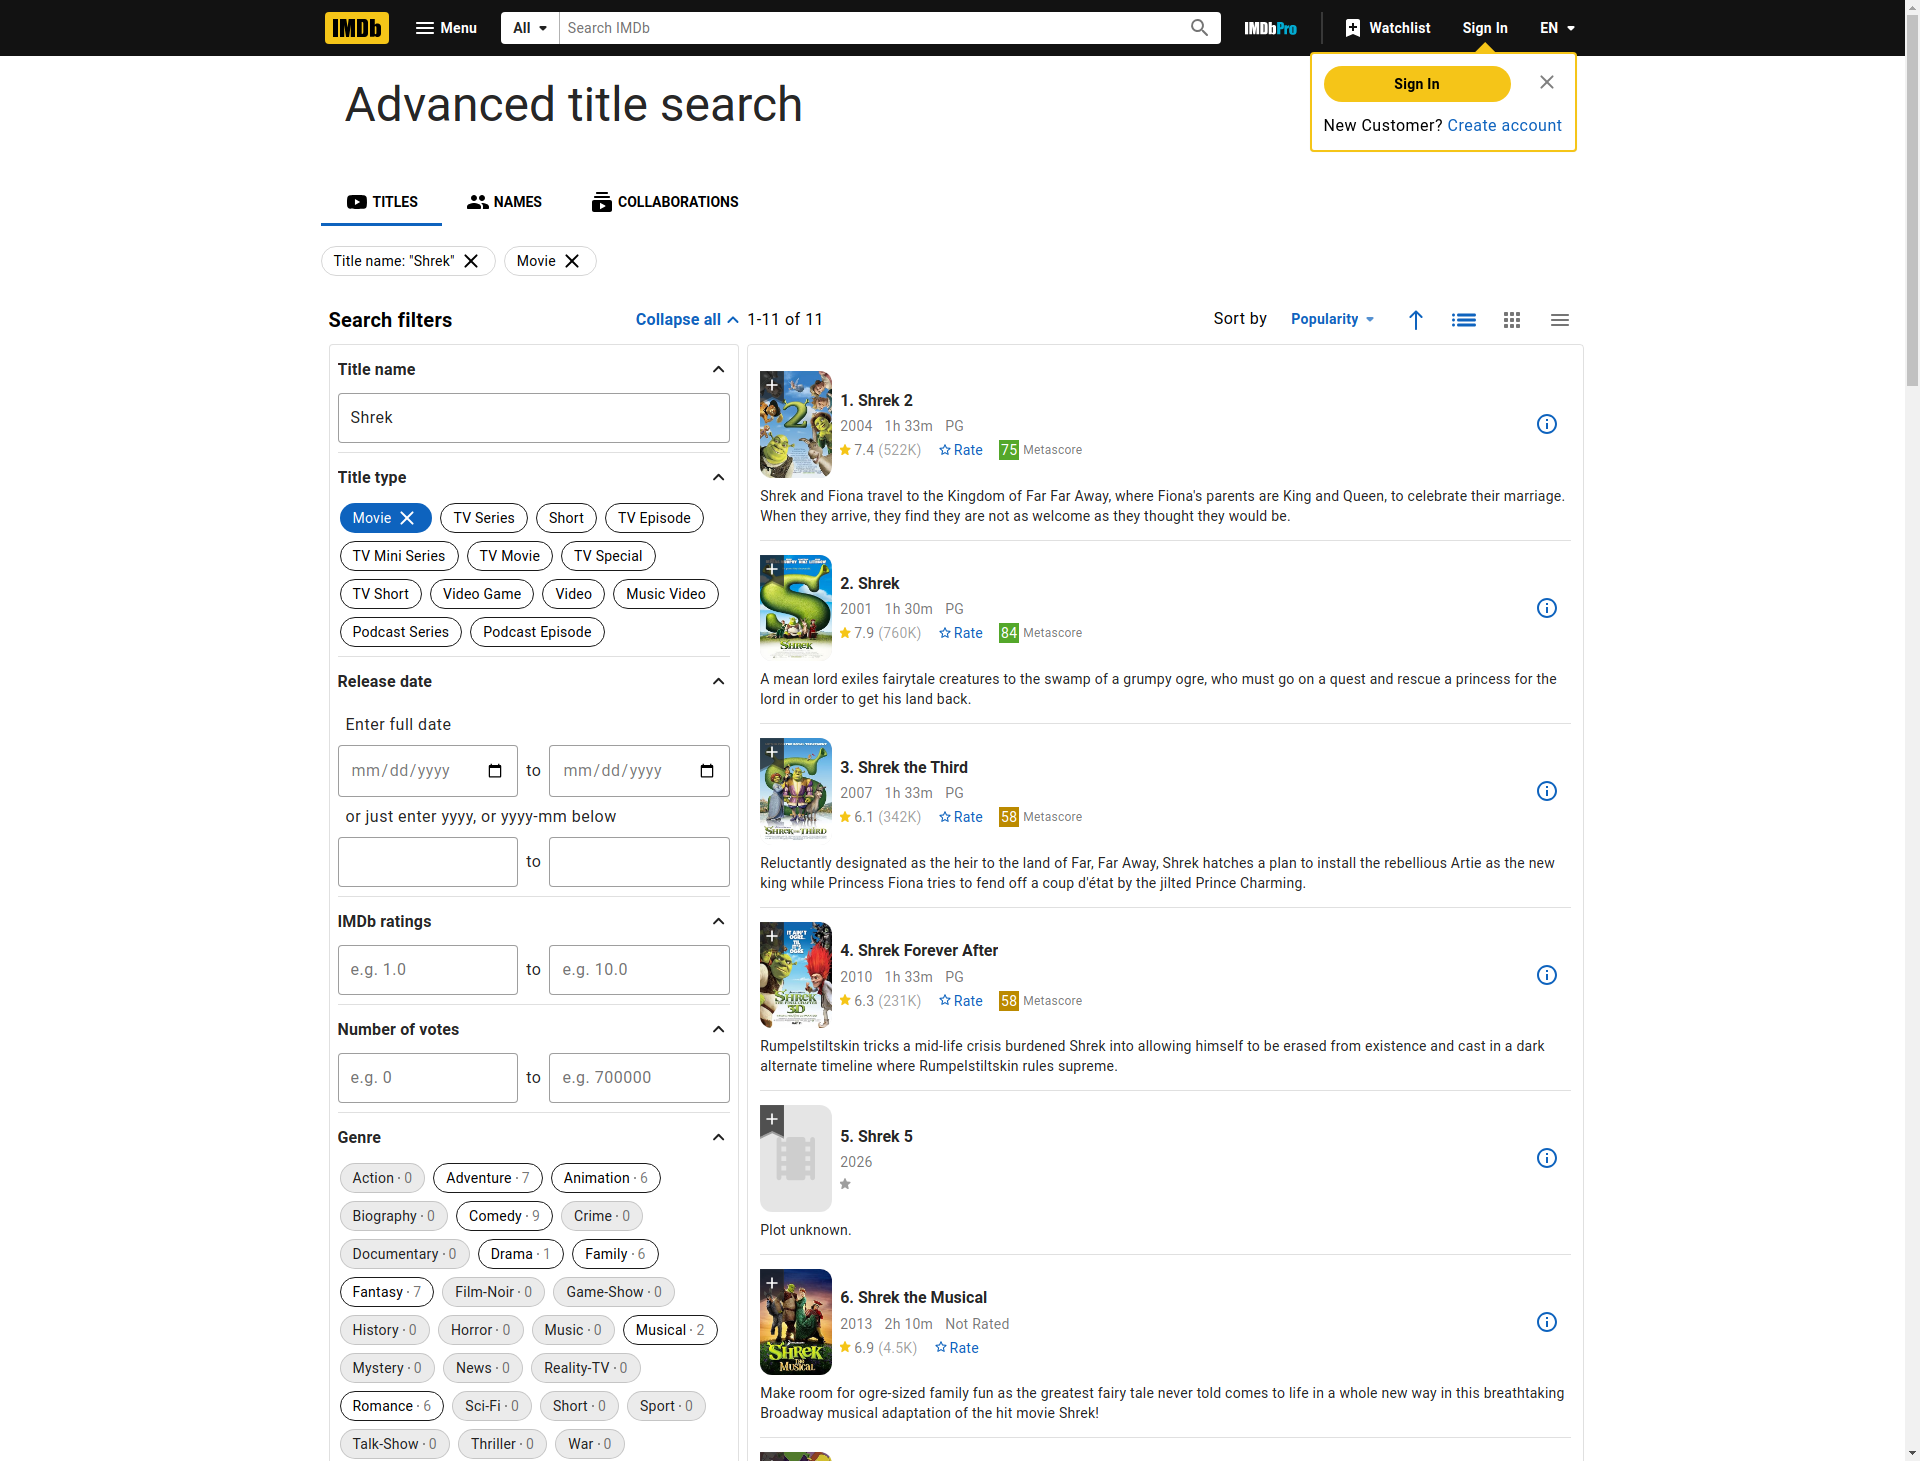 IMDb
Menu
All
Search IMDb
IMDbPro
Watchlist
Sign In
EN
Advanced title search
Sign In
New Customer? Create account
TITLES
NAMES
COLLABORATIONS
Title name: "Shrek"
Movie
Search filters
Collapse all
1-11 of 11
Sort by
Popularity
Title name
Shrek
Title type
Movie
TV Series
Short
TV Episode
TV Mini Series
TV Movie
TV Special
TV Short
Video Game
Video
Music Video
Podcast Series
Podcast Episode
Release date
Enter full date
mm/dd/yyyy
to
mm/dd/yyyy
or just enter yyyy, or yyyy-mm below
to
IMDb ratings
e.g. 1.0
to
e.g. 10.0
Number of votes
e.g. 0
to
e.g. 700000
Genre
Action · 0
Adventure · 7
Animation · 6
Biography · 0
Comedy · 9
Crime · 0
Documentary · 0
Drama · 1
Family · 6
Fantasy · 7
Film-Noir · 0
Game-Show · 0
History · 0
Horror · 0
Music · 0
Musical · 2
Mystery · 0
News · 0
Reality-TV · 0
Romance · 6
Sci-Fi · 0
Short · 0
Sport · 0
Talk-Show · 0
Thriller · 0
War · 0
2
1. Shrek 2
2004 1h 33m PG
7.4 (522K) Rate 75 Metascore
Shrek and Fiona travel to the Kingdom of Far Far Away, where Fiona's parents are King and Queen, to celebrate their marriage.
When they arrive, they find they are not as welcome as they thought they would be.
SHREK
2. Shrek
2001 1h 30m PG
7.9 (760K) Rate 84 Metascore
A mean lord exiles fairytale creatures to the swamp of a grumpy ogre, who must go on a quest and rescue a princess for the
lord in order to get his land back.
SHREK THE THIRD
3. Shrek the Third
2007 1h 33m PG
6.1 (342K) Rate 58 Metascore
Reluctantly designated as the heir to the land of Far, Far Away, Shrek hatches a plan to install the rebellious Artie as the new
king while Princess Fiona tries to fend off a coup d'état by the jilted Prince Charming.
IT AIN'T
OGRE.
TIL
IT'S
OGRE
SHREK
3D
4. Shrek Forever After
2010 1h 33m PG
6.3 (231K) Rate 58 Metascore
Rumpelstiltskin tricks a mid-life crisis burdened Shrek into allowing himself to be erased from existence and cast in a dark
alternate timeline where Rumpelstiltskin rules supreme.
5. Shrek 5
2026
Plot unknown.
SHREK
THE
MUSICAL
6. Shrek the Musical
2013 2h 10m Not Rated
6.9 (4.5K) Rate
Make room for ogre-sized family fun as the greatest fairy tale never told comes to life in a whole new way in this breathtaking
Broadway musical adaptation of the hit movie Shrek!